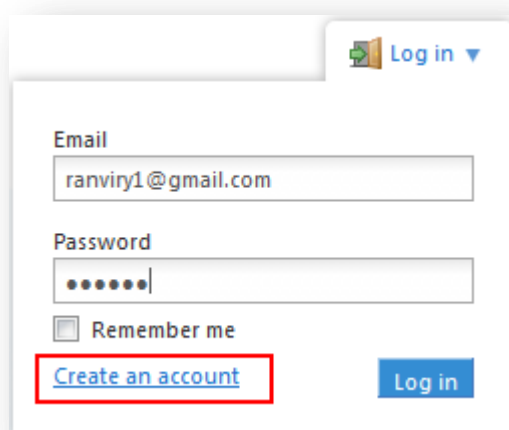 Log in ▼
Email
ranviry1@gmail.com
Password
●●●●●●
Remember me
Create an account
Log in